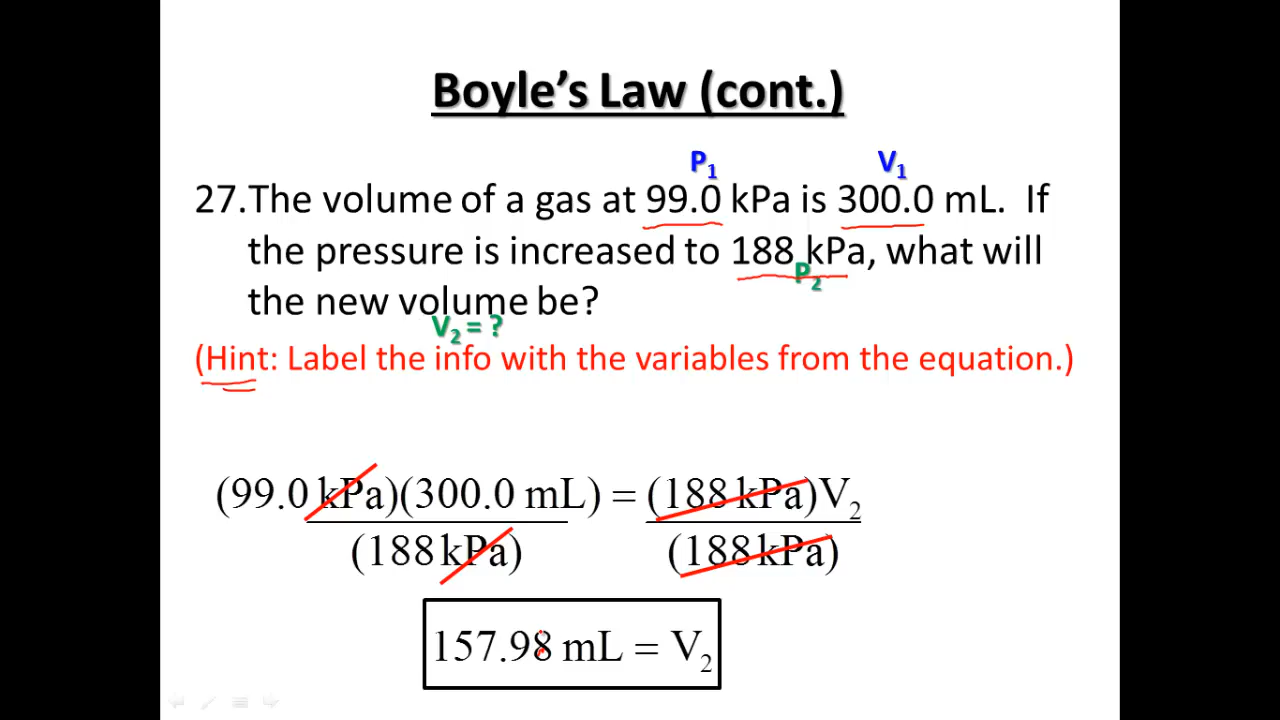 Boyle’s Law (cont.)
P₁ V₁
27.The volume of a gas at 99.0 kPa is 300.0 mL. If
the pressure is increased to 188 kPa, what will
P₂
the new volume be?
V₂ = ?
(Hint: Label the info with the variables from the equation.)
(99.0 kPa)(300.0 mL) = (188 kPa)V₂
(188 kPa) (188 kPa)
157.98 mL = V₂